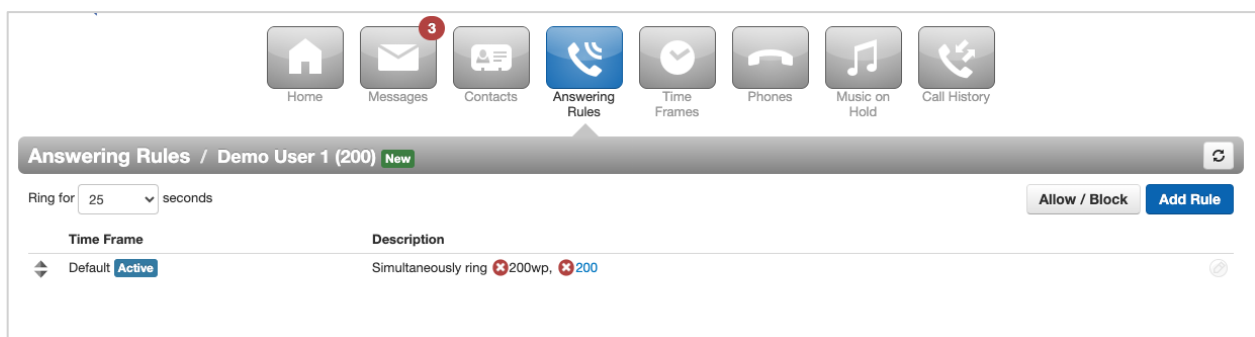 3
Home
Messages
Contacts
Answering
Rules
Time
Frames
Phones
Music on
Hold
Call History
Answering Rules / Demo User 1 (200) New
Ring for 25 seconds
Allow / Block
Add Rule
Time Frame Description
Default Active Simultaneously ring 200wp, 200